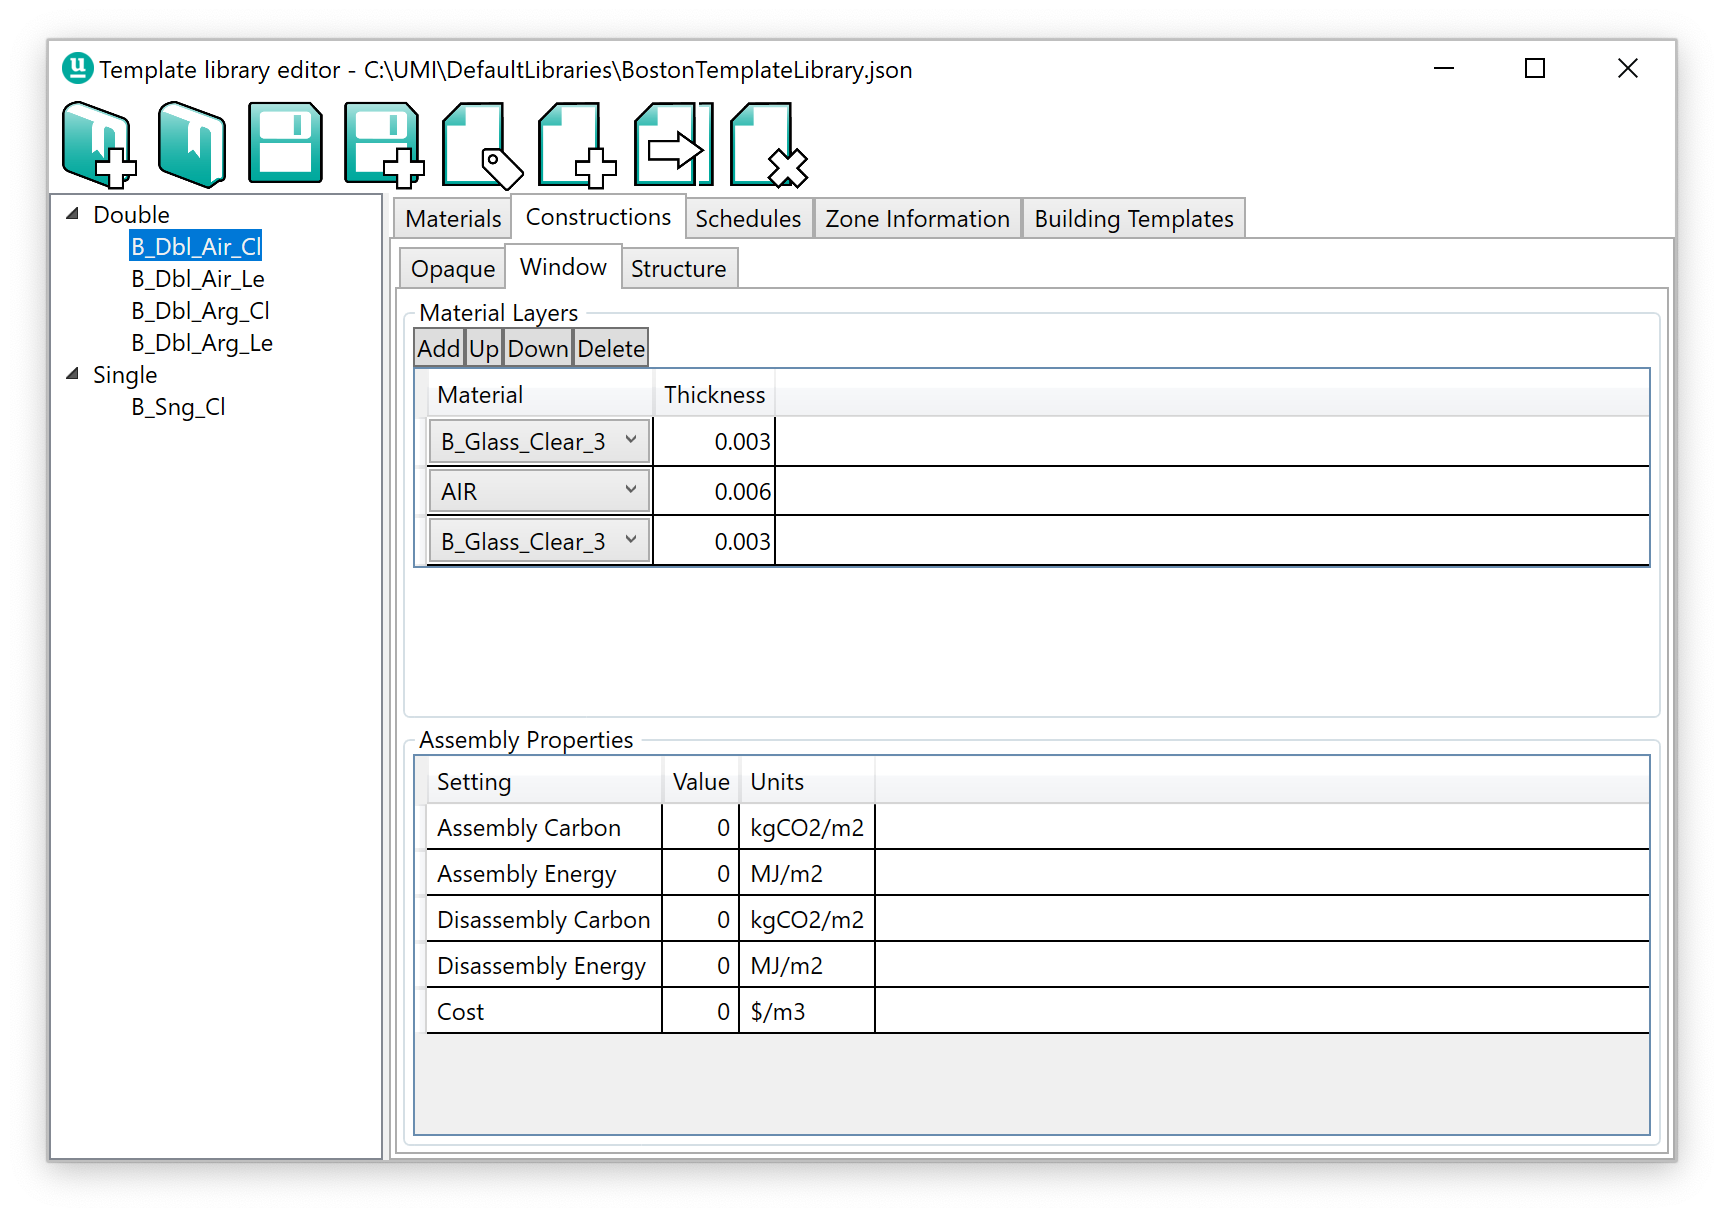 Template library editor - C:\UMI\DefaultLibraries\BostonTemplateLibrary.json
Double
B_Dbl_Air_Cl
B_Dbl_Air_Le
B_Dbl_Arg_Cl
B_Dbl_Arg_Le
Single
B_Sng_Cl
Materials Constructions Schedules Zone Information Building Templates
Opaque Window Structure
Material Layers
Add Up Down Delete
Material Thickness
B_Glass_Clear_3 0.003
AIR 0.006
B_Glass_Clear_3 0.003
Assembly Properties
Setting Value Units
Assembly Carbon 0 kgCO2/m2
Assembly Energy 0 MJ/m2
Disassembly Carbon 0 kgCO2/m2
Disassembly Energy 0 MJ/m2
Cost 0 $/m3